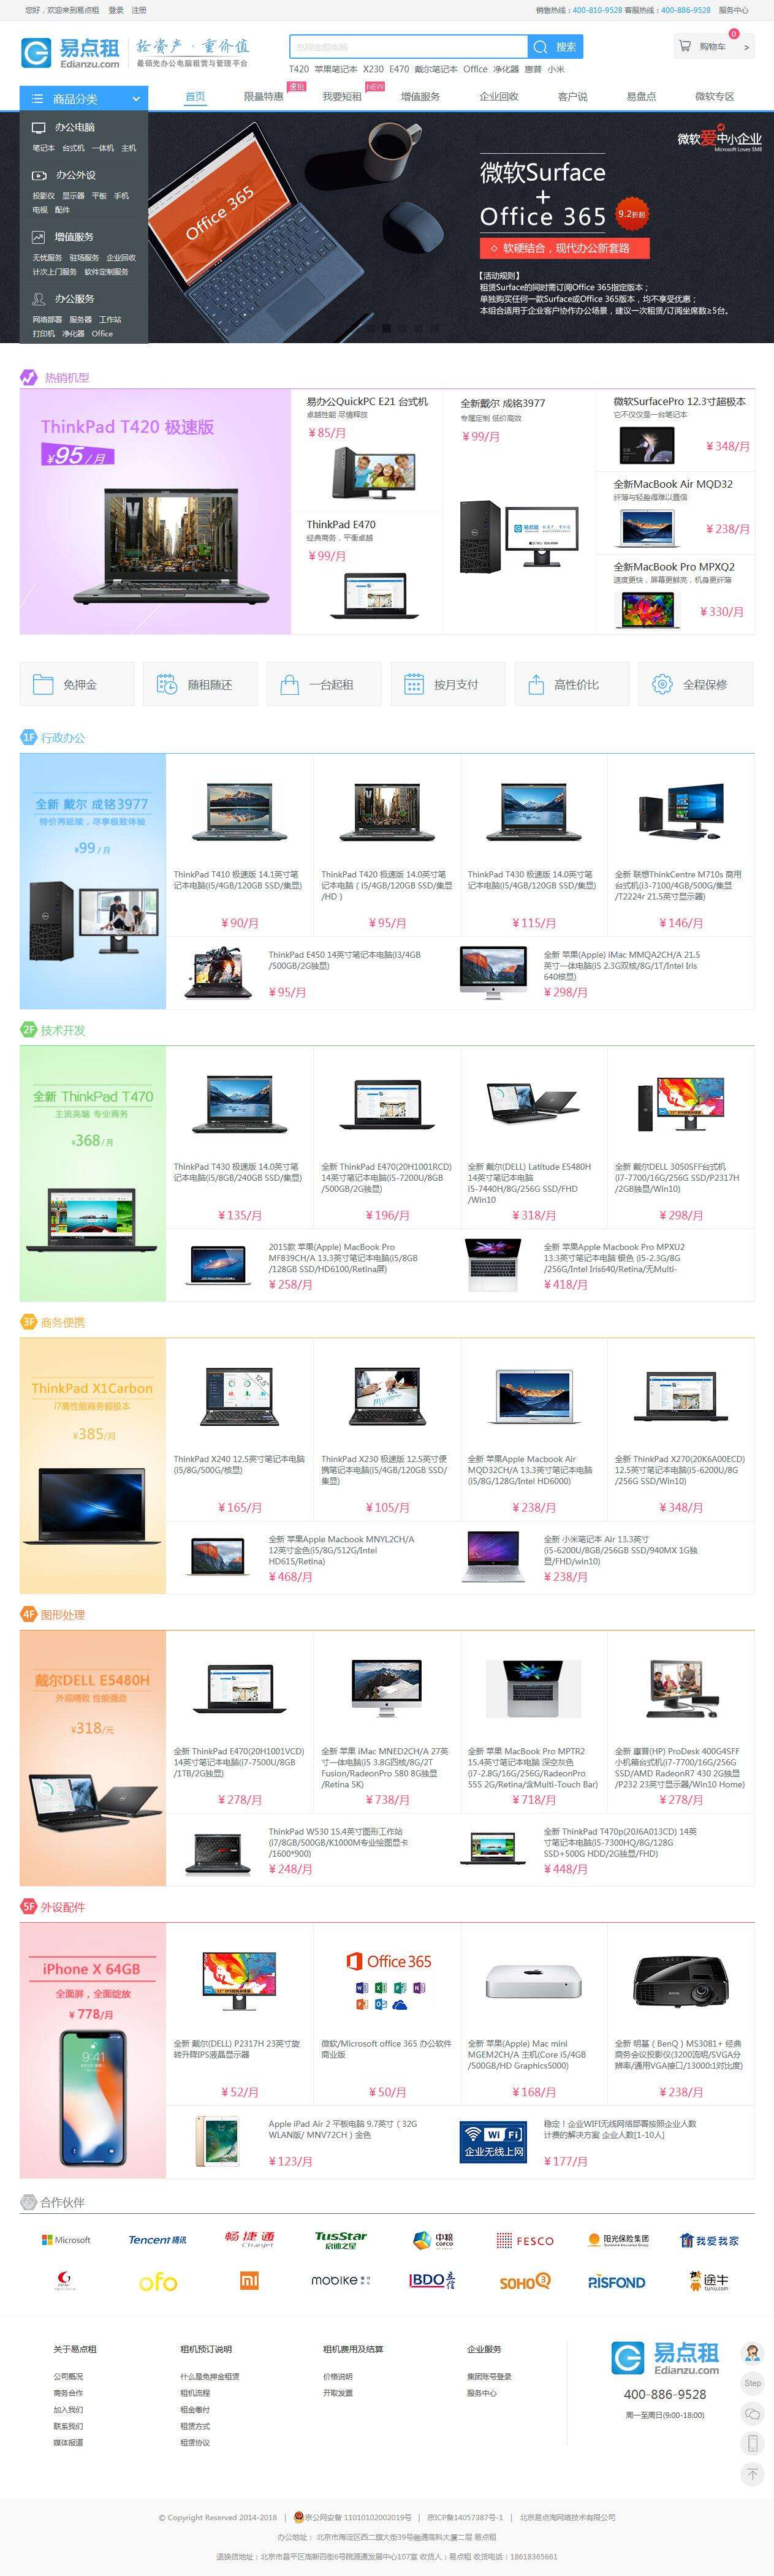 您好，欢迎来到易点租 登录 注册
销售热线：400-810-9528 客服热线：400-886-9528 服务中心
易点租
Edianzu.com
轻资产·重价值
最领先办公电脑租赁与管理平台
免押金租电脑
搜索
购物车 0 >
T420 苹果笔记本 X230 E470 戴尔笔记本 Office 净化器 惠普 小米
商品分类
首页 限量特惠 速抢 我要短租 NEW 增值服务 企业回收 客户说 易盘点 微软专区
办公电脑
笔记本 台式机 一体机 主机
办公外设
投影仪 显示器 平板 手机
电视 配件
增值服务
无忧服务 驻场服务 企业回收
计次上门服务 软件定制服务
办公服务
网络部署 服务器 工作站
打印机 净化器 Office
Office 365
微软爱中小企业
Microsoft Loves SME
微软Surface
+
Office 365
9.2折起
软硬结合，现代办公新套路
【活动规则】
租赁Surface的同时需订阅Office 365指定版本；
单独购买任何一款Surface或Office 365版本，均不享受优惠；
本组合适用于企业客户协作办公场景，建议一次租赁/订阅坐席数≥5台。
热销机型
ThinkPad T420 极速版
¥95/月
易办公QuickPC E21 台式机
卓越性能 尽情释放
¥85/月
ThinkPad E470
经典商务，平衡卓越
¥99/月
全新戴尔 成铭3977
专屋定制 低价高效
¥99/月
微软SurfacePro 12.3寸超极本
它不仅仅是一台笔记本
¥348/月
全新MacBook Air MQD32
纤薄与轻盈得难以置信
¥238/月
全新MacBook Pro MPXQ2
速度更快，屏幕更鲜亮，机身更纤薄
¥330/月
免押金
随租随还
一台起租
按月支付
高性价比
全程保修
1F 行政办公
全新 戴尔 成铭3977
特价再延续，尽享极致体验
¥99 / 月
ThinkPad T410 极速版 14.1英寸笔
记本电脑(i5/4GB/120GB SSD/集显)
¥90/月
ThinkPad T420 极速版 14.0英寸笔
记本电脑（i5/4GB/120GB SSD/集显
/HD）
¥95/月
ThinkPad T430 极速版 14.0英寸笔
记本电脑(i5/4GB/120GB SSD/集显)
¥115/月
全新 联想ThinkCentre M710s 商用
台式机(i3-7100/4GB/500G/集显
/T2224r 21.5英寸显示器)
¥146/月
ThinkPad E450 14英寸笔记本电脑(I3/4GB
/500GB/2G独显)
¥95/月
全新 苹果(Apple) iMac MMQA2CH/A 21.5
英寸一体电脑(i5 2.3G双核/8G/1T/Intel Iris
640核显)
¥298/月
2F 技术开发
全新 ThinkPad T470
主流高端 专业商务
¥368/月
ThinkPad T430 极速版 14.0英寸笔
记本电脑(i5/8GB/240GB SSD/集显)
¥135/月
全新 ThinkPad E470(20H1001RCD)
14英寸笔记本电脑(i5-7200U/8GB
/500GB/2G独显)
¥196/月
全新 戴尔(DELL) Latitude E5480H
14英寸笔记本电脑
i5-7440H/8G/256G SSD/FHD
/Win10
¥318/月
全新 戴尔DELL 3050SFF台式机
(i7-7700/16G/256G SSD/P2317H
/2GB独显/Win10)
¥298/月
2015款 苹果(Apple) MacBook Pro
MF839CH/A 13.3英寸笔记本电脑(i5/8GB
/128GB SSD/HD6100/Retina屏)
¥258/月
全新 苹果Apple Macbook Pro MPXU2
13.3英寸笔记本电脑 银色 (i5-2.3G/8G
/256G/Intel Iris640/Retina/无Multi-
¥418/月
3F 商务便携
ThinkPad X1Carbon
i7高性能商务超极本
¥385/月
12.5"
ThinkPad X240 12.5英寸笔记本电脑
(i5/8G/500G/核显)
¥165/月
ThinkPad X230 极速版 12.5英寸便
携笔记本电脑(i5/4GB/120GB SSD/
集显)
¥105/月
全新 苹果Apple Macbook Air
MQD32CH/A 13.3英寸笔记本电脑
(i5/8G/128G/Intel HD6000)
¥238/月
全新 ThinkPad X270(20K6A00ECD)
12.5英寸笔记本电脑(i5-6200U/8G
/256G SSD/Win10)
¥348/月
全新 苹果Apple Macbook MNYL2CH/A
12英寸金色(i5/8G/512G/Intel
HD615/Retina)
¥468/月
全新 小米笔记本 Air 13.3英寸
(i5-6200U/8GB/256GB SSD/940MX 1G独
显/FHD/win10)
¥238/月
4F 图形处理
戴尔DELL E5480H
外观精致 性能强劲
¥318/元
全新 ThinkPad E470(20H1001VCD)
14英寸笔记本电脑(i7-7500U/8GB
/1TB/2G独显)
¥278/月
全新 苹果 iMac MNED2CH/A 27英
寸一体电脑(i5 3.8G四核/8G/2T
Fusion/RadeonPro 580 8G独显
/Retina 5K)
¥738/月
全新 苹果 MacBook Pro MPTR2
15.4英寸笔记本电脑 深空灰色
(i7-2.8G/16G/256G/RadeonPro
555 2G/Retina/含Multi-Touch Bar)
¥718/月
全新 惠普(HP) ProDesk 400G4SFF
小机箱台式机(i7-7700/16G/256G
SSD/AMD RadeonR7 430 2G独显
/P232 23英寸显示器/Win10 Home)
¥278/月
ThinkPad W530 15.4英寸图形工作站
(i7/8GB/500GB/K1000M专业绘图显卡
/1600*900)
¥248/月
全新 ThinkPad T470p(20J6A013CD) 14英
寸笔记本电脑(i5-7300HQ/8G/128G
SSD+500G HDD/2G独显/FHD)
¥448/月
5F 外设配件
iPhone X 64GB
全面屏，全面绽放
¥ 778/月
9:41
全新 戴尔(DELL) P2317H 23英寸旋
转升降IPS液晶显示器
¥52/月
Office 365
微软/Microsoft office 365 办公软件
商业版
¥50/月
全新 苹果(Apple) Mac mini
MGEM2CH/A 主机(Core i5/4GB
/500GB/HD Graphics5000)
¥168/月
BENQ
全新 明基（BenQ）MS3081+ 经典
商务会议投影仪(3200流明/SVGA分
辨率/通用VGA接口/13000:1对比度)
¥238/月
Apple iPad Air 2 平板电脑 9.7英寸（32G
WLAN版/ MNV72CH）金色
¥123/月
Wi Fi
企业无线上网
稳定！企业WIFI无线网络部署按照企业人数
计费的解决方案 企业人数[1-10人]
¥177/月
合作伙伴
Microsoft Tencent 腾讯 畅捷通 Chanjet TusStar 启迪之星 中粮 COFCO FESCO 阳光保险集团 我爱我家
ofo mi mobike BDO 立信 SOHO 3Q RISFOND 途牛 tuniu.com
关于易点租
公司概况
商务合作
加入我们
联系我们
媒体报道
租机预订说明
什么是免押金租赁
租机流程
租金缴付
租赁方式
租赁协议
租机费用及结算
价格说明
开取发票
企业服务
集团账号登录
服务中心
易点租
Edianzu.com
400-886-9528
周一至周日(9:00-18:00)
Step
© Copyright Reserved 2014-2018 | 京公网安备 11010102002019号 | 京ICP备14057387号-1 | 北京易点淘网络技术有限公司
办公地址： 北京市海淀区西二旗大街39号融通高科大厦二层 易点租
退换货地址：北京市昌平区高新四街6号院源通发展中心107室 收货人：易点租 收货电话：18618365661